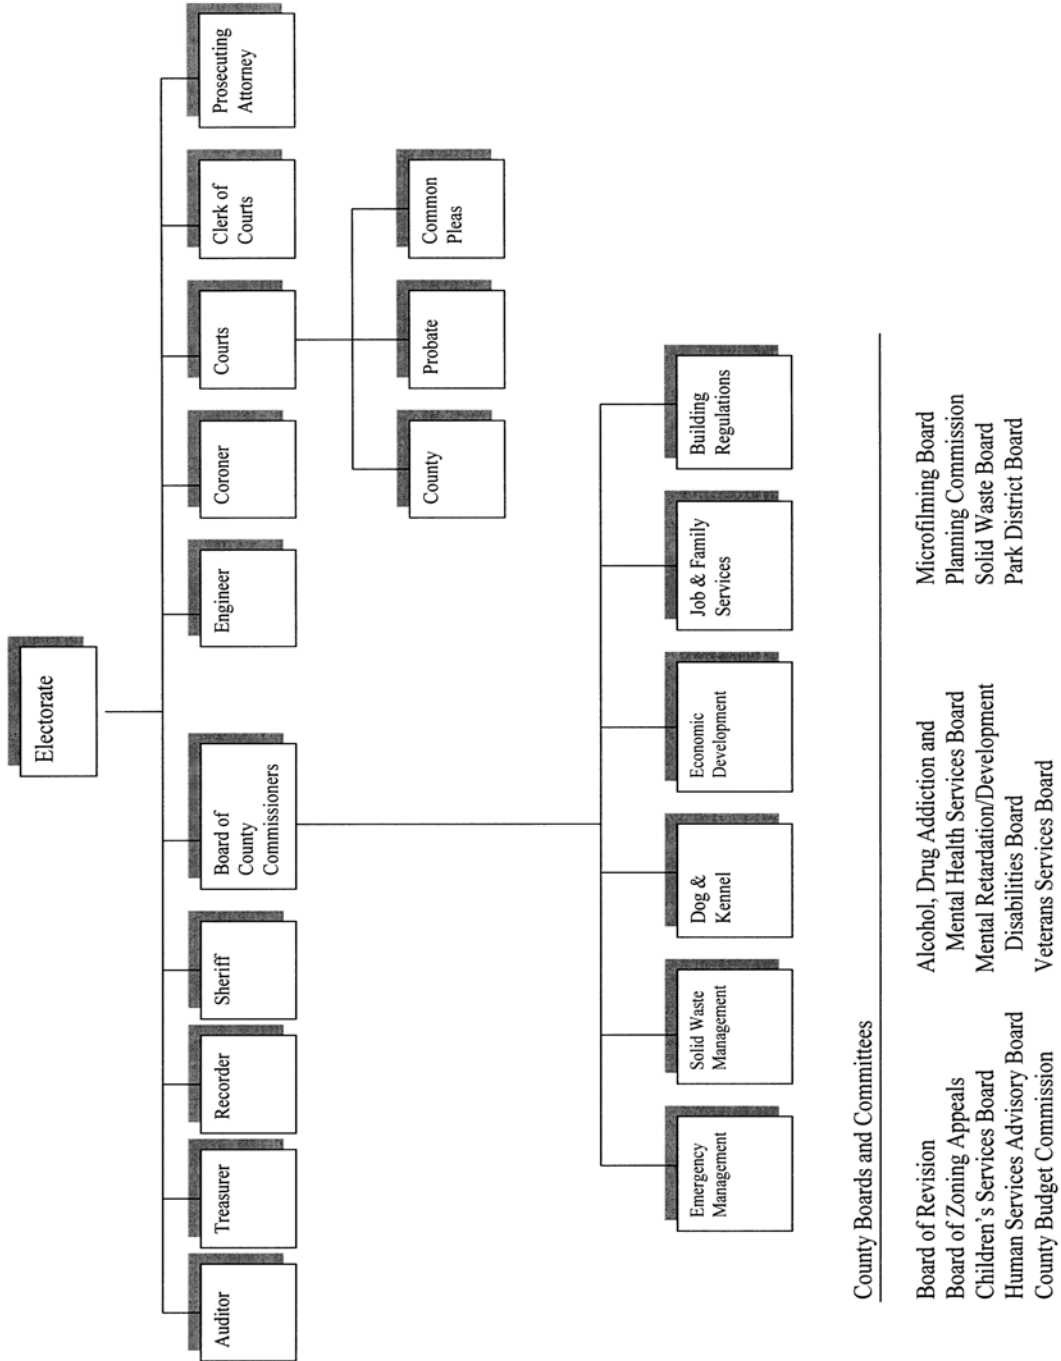 Electorate
Auditor
Treasurer
Recorder
Sheriff
Board of
County
Commissioners
Engineer
Coroner
Courts
Clerk of
Courts
Prosecuting
Attorney
County
Probate
Common
Pleas
Emergency
Management
Solid Waste
Management
Dog &
Kennel
Economic
Development
Job & Family
Services
Building
Regulations
County Boards and Committees
Board of Revision
Board of Zoning Appeals
Children's Services Board
Human Services Advisory Board
County Budget Commission
Alcohol, Drug Addiction and
Mental Health Services Board
Mental Retardation/Development
Disabilities Board
Veterans Services Board
Microfilming Board
Planning Commission
Solid Waste Board
Park District Board